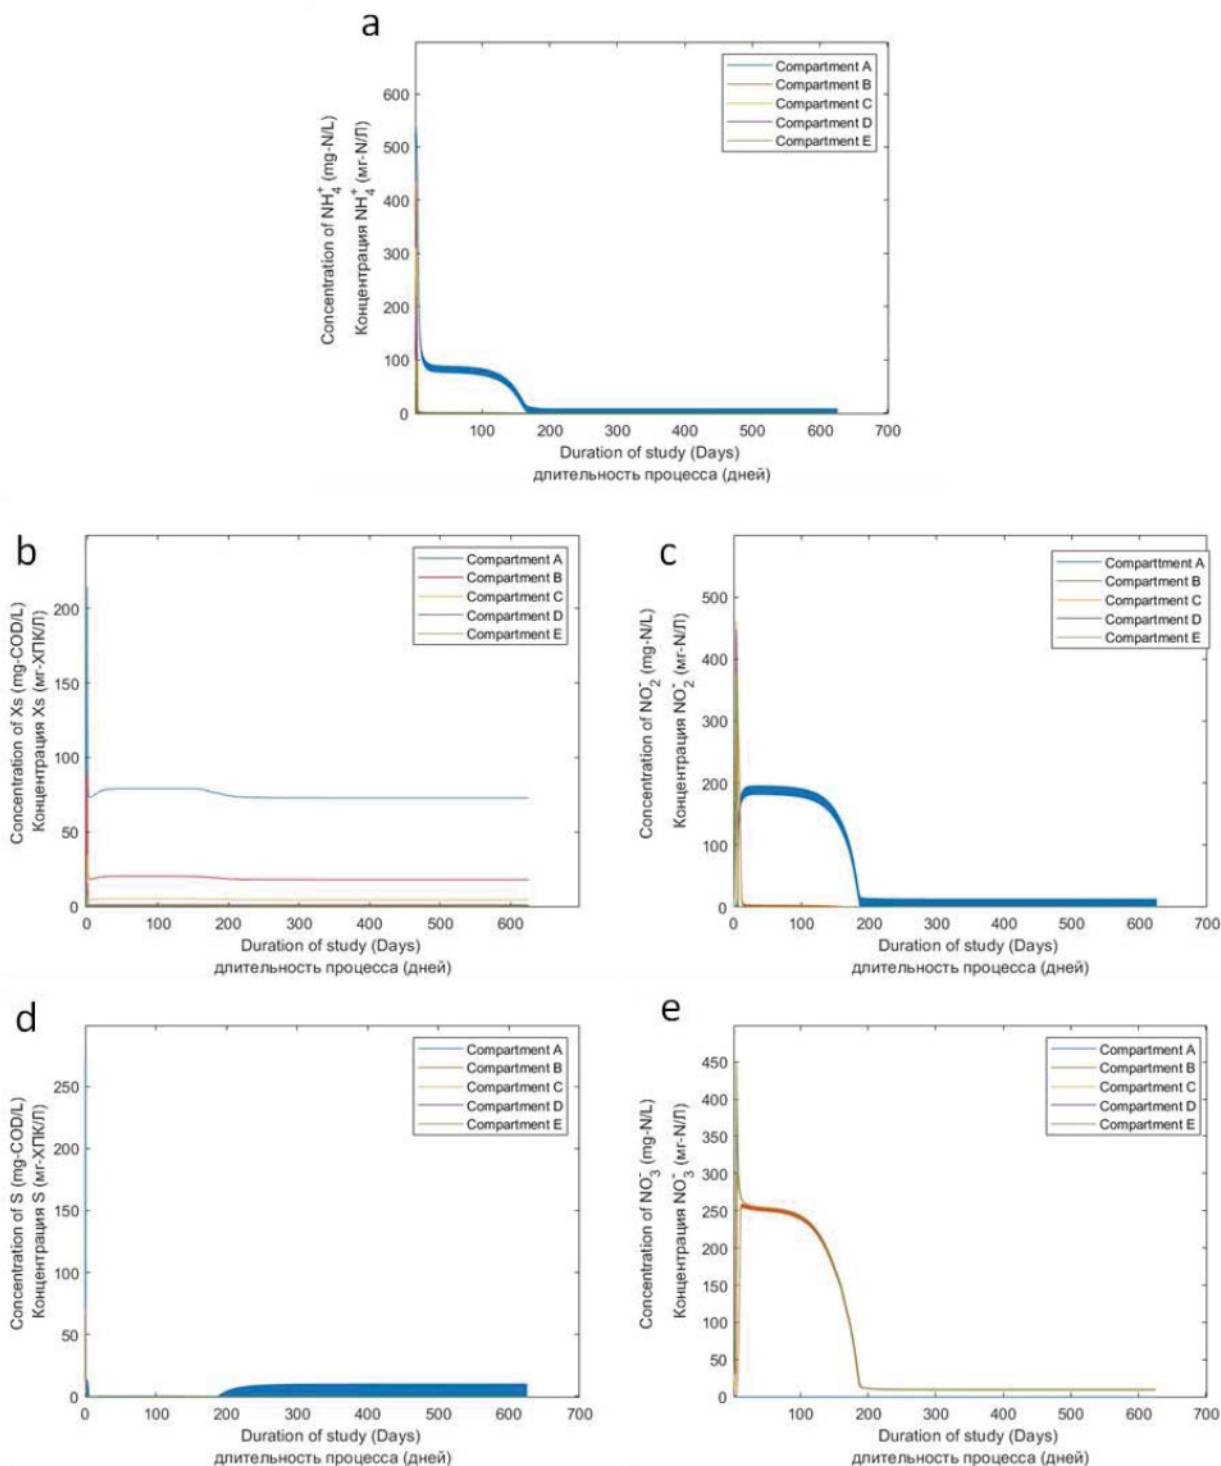 a
Concentration of NH₄⁺ (mg-N/L)
Концентрация NH₄⁺ (мг-N/Л)
600
500
400
300
200
100
0
Compartment A
Compartment B
Compartment C
Compartment D
Compartment E
100 200 300 400 500 600 700
Duration of study (Days)
длительность процесса (дней)
b
Concentration of Xs (mg-COD/L)
Концентрация Xs (мг-ХПК/Л)
200
150
100
50
0
Compartment A
Compartment B
Compartment C
Compartment D
Compartment E
0 100 200 300 400 500 600
Duration of study (Days)
длительность процесса (дней)
c
Concentration of NO₂⁻ (mg-N/L)
Концентрация NO₂⁻ (мг-N/Л)
500
400
300
200
100
0
Comparttment A
Compartment B
Compartment C
Compartment D
Compartment E
0 100 200 300 400 500 600 700
Duration of study (Days)
длительность процесса (дней)
d
Concentration of S (mg-COD/L)
Концентрация S (мг-ХПК/Л)
250
200
150
100
50
0
Compartment A
Compartment B
Compartment C
Compartment D
Compartment E
0 100 200 300 400 500 600 700
Duration of study (Days)
длительность процесса (дней)
e
Concentration of NO₃⁻ (mg-N/L)
Концентрация NO₃⁻ (мг-N/Л)
450
400
350
300
250
200
150
100
50
0
Compartment A
Compartment B
Compartment C
Compartment D
Compartment E
100 200 300 400 500 600 700
Duration of study (Days)
длительность процесса (дней)